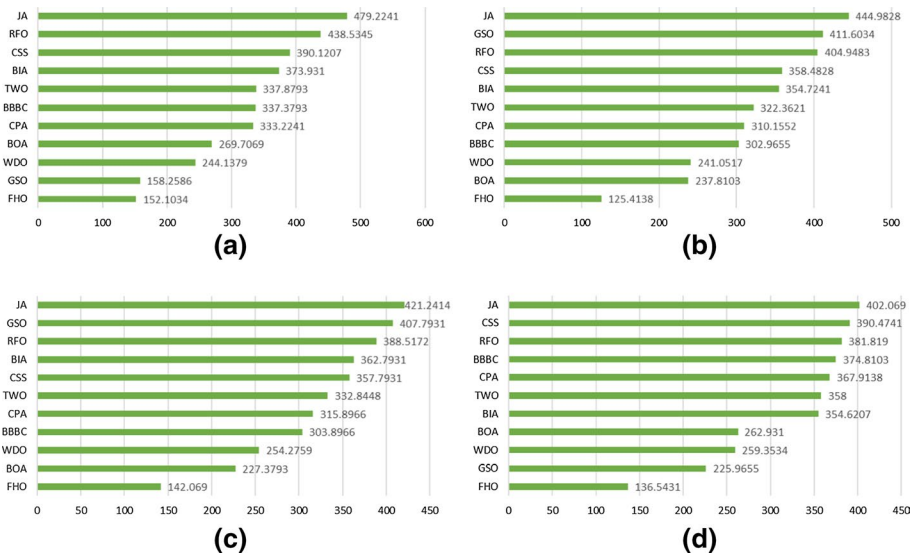 JA 479.2241
RFO 438.5345
CSS 390.1207
BIA 373.931
TWO 337.8793
BBBC 337.3793
CPA 333.2241
BOA 269.7069
WDO 244.1379
GSO 158.2586
FHO 152.1034
0 100 200 300 400 500 600
(a)
JA 444.9828
GSO 411.6034
RFO 404.9483
CSS 358.4828
BIA 354.7241
TWO 322.3621
CPA 310.1552
BBBC 302.9655
WDO 241.0517
BOA 237.8103
FHO 125.4138
0 100 200 300 400 500
(b)
JA 421.2414
GSO 407.7931
RFO 388.5172
BIA 362.7931
CSS 357.7931
TWO 332.8448
CPA 315.8966
BBBC 303.8966
WDO 254.2759
BOA 227.3793
FHO 142.069
0 50 100 150 200 250 300 350 400 450
(c)
JA 402.069
CSS 390.4741
RFO 381.819
BBBC 374.8103
CPA 367.9138
TWO 358
BIA 354.6207
BOA 262.931
WDO 259.3534
GSO 225.9655
FHO 136.5431
0 50 100 150 200 250 300 350 400 450
(d)